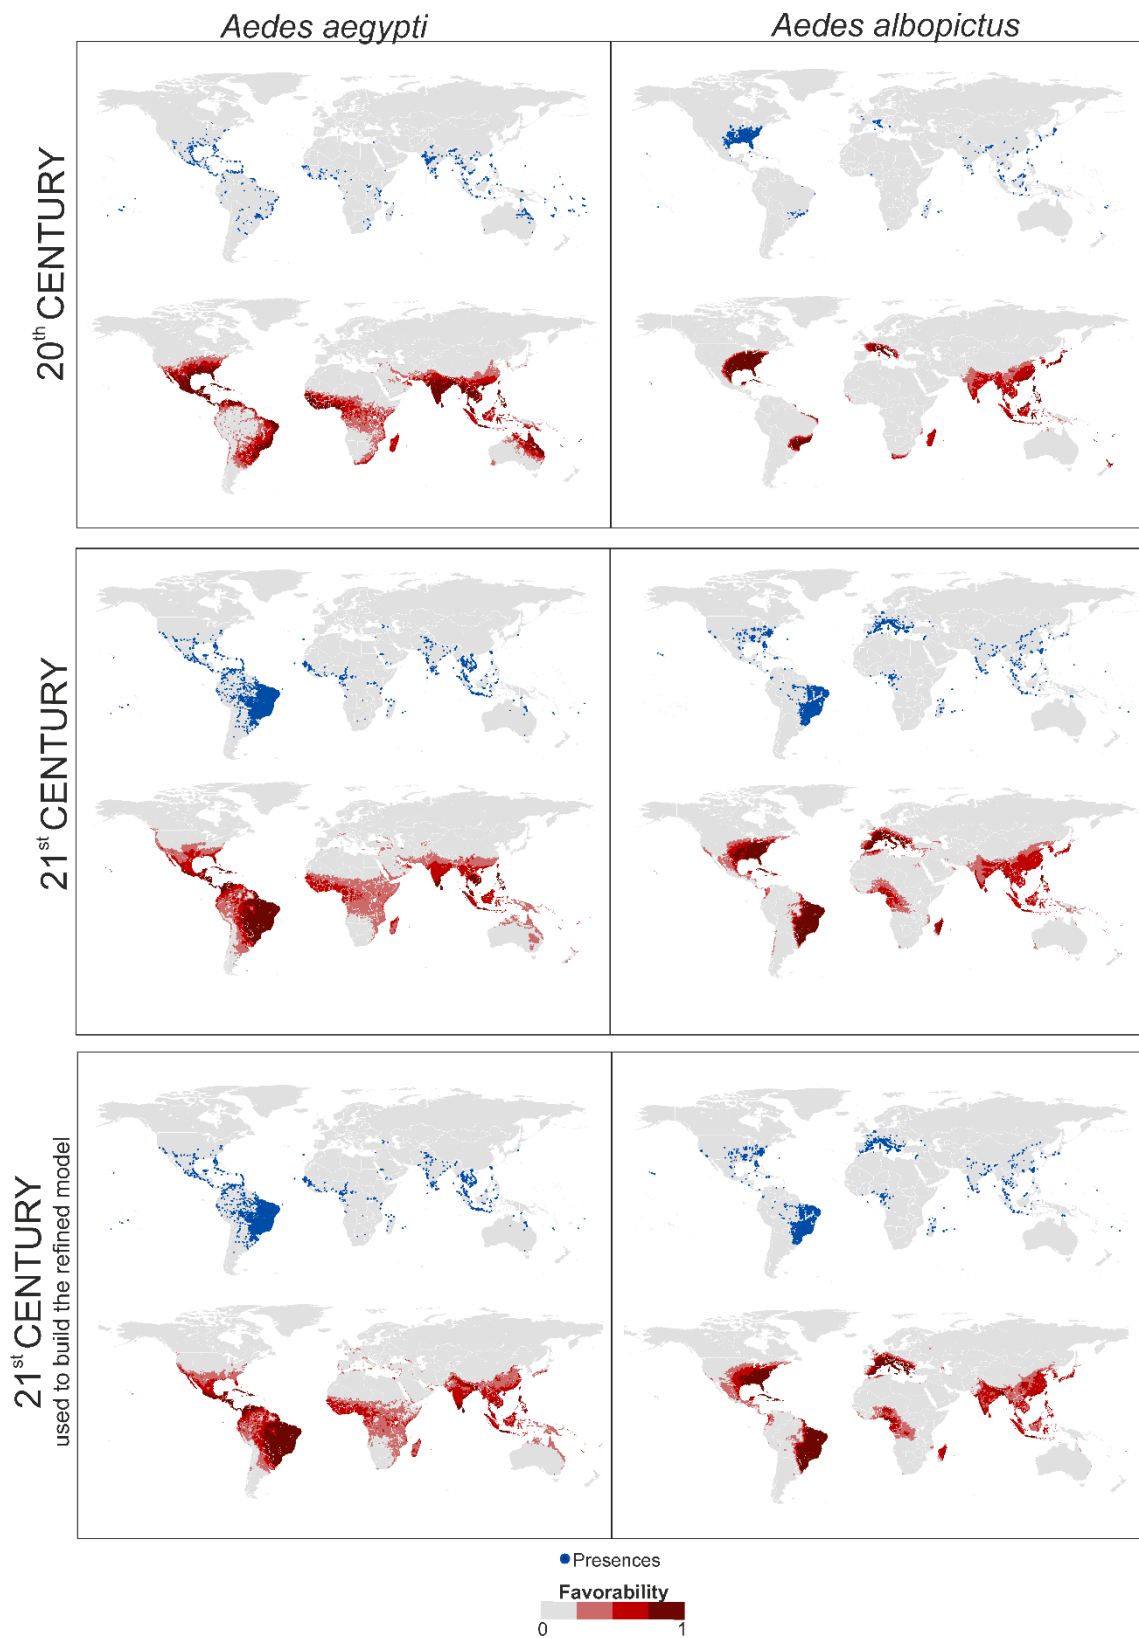 Aedes aegypti
Aedes albopictus
20th CENTURY
21st CENTURY
21st CENTURY
used to build the refined model
Presences
Favorability
0
1